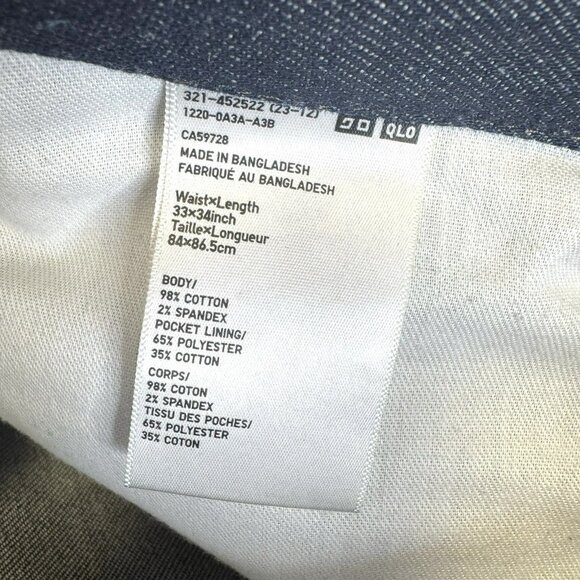 321-452522 (23-12)
1220-0A3A-A3B
QLO
CA59728
MADE IN BANGLADESH
FABRIQUÉ AU BANGLADESH
Waist×Length
33×34inch
Taille×Longueur
84×86.5cm
BODY/
98% COTTON
2% SPANDEX
POCKET LINING/
65% POLYESTER
35% COTTON
CORPS/
98% COTON
2% SPANDEX
TISSU DES POCHES/
65% POLYESTER
35% COTON